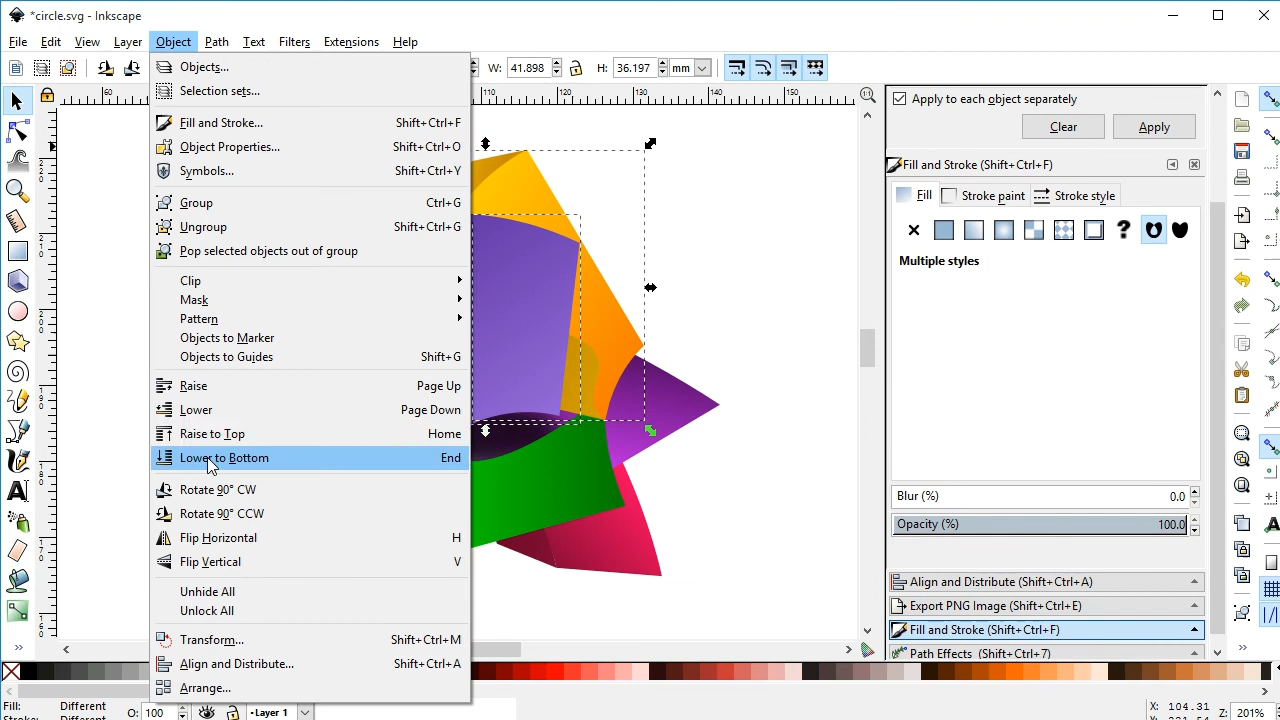 *circle.svg - Inkscape
File Edit View Layer Object Path Text Filters Extensions Help
W: 41.898 H: 36.197 mm
Objects...
Selection sets...
Fill and Stroke... Shift+Ctrl+F
Object Properties... Shift+Ctrl+O
Symbols... Shift+Ctrl+Y
Group Ctrl+G
Ungroup Shift+Ctrl+G
Pop selected objects out of group
Clip
Mask
Pattern
Objects to Marker
Objects to Guides Shift+G
Raise Page Up
Lower Page Down
Raise to Top Home
Lower to Bottom End
Rotate 90° CW
Rotate 90° CCW
Flip Horizontal H
Flip Vertical V
Unhide All
Unlock All
Transform... Shift+Ctrl+M
Align and Distribute... Shift+Ctrl+A
Arrange...
60 110 120 130 140 150
Apply to each object separately
Clear Apply
Fill and Stroke (Shift+Ctrl+F)
Fill Stroke paint Stroke style
?
Multiple styles
Blur (%) 0.0
Opacity (%) 100.0
Align and Distribute (Shift+Ctrl+A)
Export PNG Image (Shift+Ctrl+E)
Fill and Stroke (Shift+Ctrl+F)
Path Effects (Shift+Ctrl+7)
Fill: Different
Different
O: 100
Layer 1
X: 104.31
Z: 201%